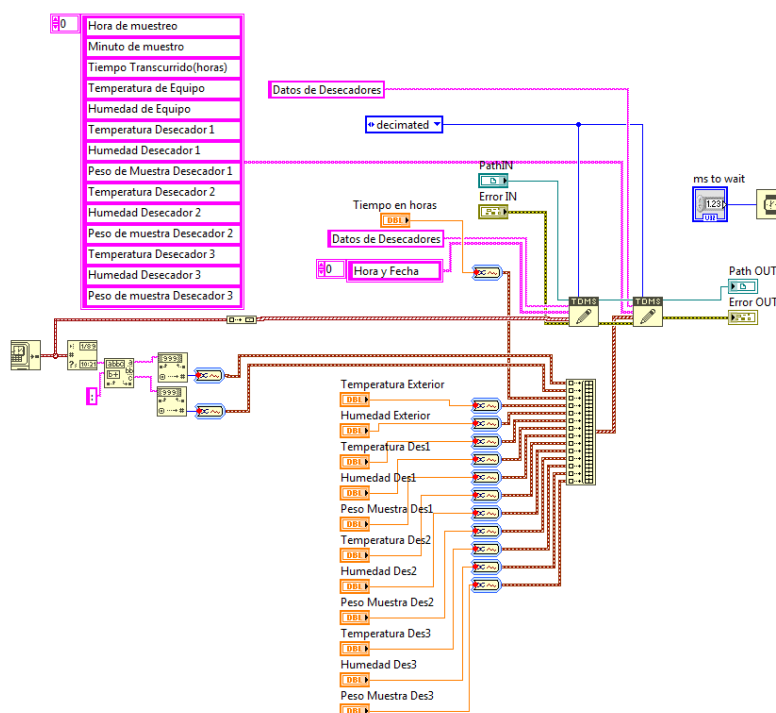 0
Hora de muestreo
Minuto de muestro
Tiempo Transcurrido(horas)
Temperatura de Equipo
Humedad de Equipo
Temperatura Desecador 1
Humedad Desecador 1
Peso de Muestra Desecador 1
Temperatura Desecador 2
Humedad Desecador 2
Peso de muestra Desecador 2
Temperatura Desecador 3
Humedad Desecador 3
Peso de muestra Desecador 3
Datos de Desecadores
decimated
PathIN
Error IN
ms to wait
1.23
U16
Tiempo en horas
DBL
Datos de Desecadores
0
Hora y Fecha
TDMS
TDMS
Path OUT
Error OUT
Temperatura Exterior
DBL
Humedad Exterior
DBL
Temperatura Des1
DBL
Humedad Des1
DBL
Peso Muestra Des1
DBL
Temperatura Des2
DBL
Humedad Des2
DBL
Peso Muestra Des2
DBL
Temperatura Des3
DBL
Humedad Des3
DBL
Peso Muestra Des3
DBL